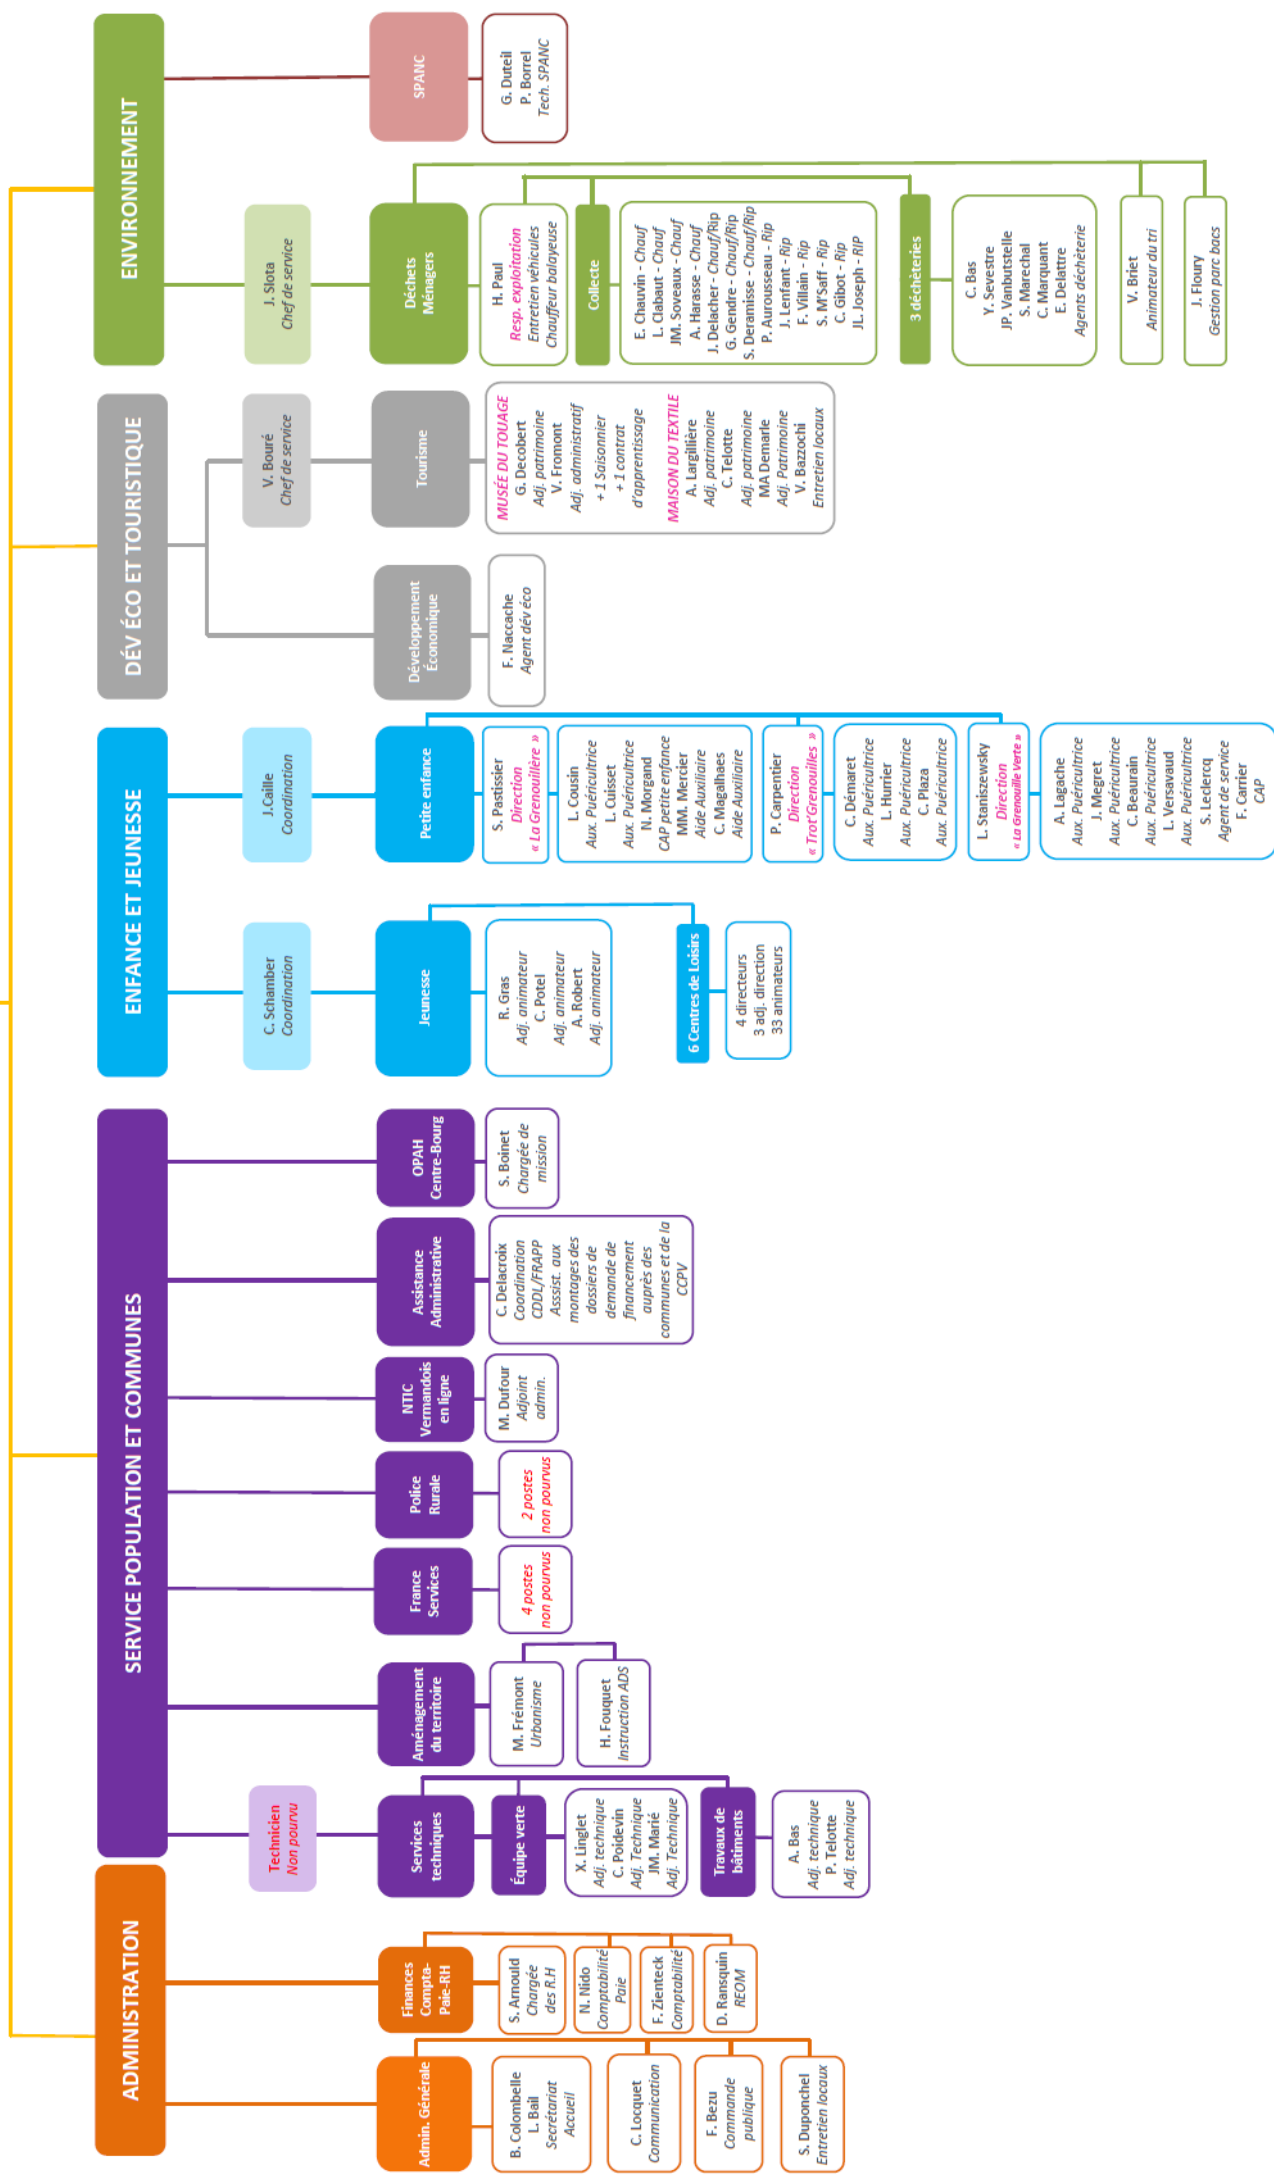 ADMINISTRATION
Admin. Générale
B. Colombelle
L. Bail
Secrétariat
Accueil
C. Locquet
Communication
F. Bezu
Commande
publique
S. Duponchel
Entretien locaux
Finances
Compta-
Paie-RH
S. Arnould
Chargée
des R.H
N. Nido
Comptabilité
Paie
F. Zienteck
Comptabilité
D. Ransquin
REOM
SERVICE POPULATION ET COMMUNES
Technicien
Non pourvu
Services
techniques
Équipe verte
X. Linglet
Adj. technique
C. Poidevin
Adj. Technique
JM. Marié
Adj. Technique
Travaux de
bâtiments
A. Bas
Adj. technique
P. Telotte
Adj. technique
Aménagement
du territoire
M. Frémont
Urbanisme
H. Fouquet
Instruction ADS
France
Services
4 postes
non pourvus
Police
Rurale
2 postes
non pourvus
NTIC
Vermandois
en ligne
M. Dufour
Adjoint
admin.
Assistance
Administrative
C. Delacroix
Coordination
CDDL/FRAPP
Asssist. aux
montages des
dossiers de
demande de
financement
auprès des
communes et de la
CCPV
OPAH
Centre-Bourg
S. Boinet
Chargée de
mission
ENFANCE ET JEUNESSE
C. Schamber
Coordination
Jeunesse
R. Gras
Adj. animateur
C. Potel
Adj. animateur
A. Robert
Adj. animateur
6 Centres de Loisirs
4 directeurs
3 adj. direction
33 animateurs
J.Caille
Coordination
Petite enfance
S. Pastissier
Direction
« La Grenouillère »
L. Cousin
Aux. Puéricultrice
L. Cuisset
Aux. Puéricultrice
N. Morgand
CAP petite enfance
MM. Mercier
Aide Auxiliaire
C. Magalhaes
Aide Auxiliaire
P. Carpentier
Direction
« Trot'Grenouilles »
C. Démaret
Aux. Puéricultrice
L. Hurrier
Aux. Puéricultrice
C. Plaza
Aux. Puéricultrice
L. Staniszewsky
Direction
« La Grenouille Verte »
A. Lagache
Aux. Puéricultrice
J. Megret
Aux. Puéricultrice
C. Beaurain
Aux. Puéricultrice
L. Versavaud
Aux. Puéricultrice
S. Leclercq
Agent de service
F. Carrier
CAP
DÉV ÉCO ET TOURISTIQUE
Développement
Économique
F. Naccache
Agent dév éco
V. Bouré
Chef de service
Tourisme
MUSÉE DU TOUAGE
G. Decobert
Adj. patrimoine
V. Fromont
Adj. administratif
+ 1 Saisonnier
+ 1 contrat
d'apprentissage
MAISON DU TEXTILE
A. Largillière
Adj. patrimoine
C. Telotte
Adj. patrimoine
MA Demarle
Adj. Patrimoine
V. Bazzochi
Entretien locaux
ENVIRONNEMENT
J. Slota
Chef de service
Déchets
Ménagers
H. Paul
Resp. exploitation
Entretien véhicules
Chauffeur balayeuse
Collecte
E. Chauvin - Chauf
L. Clabaut - Chauf
JM. Soveaux - Chauf
A. Harasse - Chauf
J. Delacher - Chauf/Rip
G. Gendre - Chauf/Rip
S. Deramisse - Chauf/Rip
P. Aurousseau - Rip
J. Lenfant - Rip
F. Villain - Rip
S. M'Saff - Rip
C. Gibot - Rip
JL. Joseph - RIP
3 déchèteries
C. Bas
Y. Sevestre
JP. Vanbutstelle
S. Marechal
C. Marquant
E. Delattre
Agents déchèterie
V. Briet
Animateur du tri
J. Floury
Gestion parc bacs
SPANC
G. Duteil
P. Borrel
Tech. SPANC